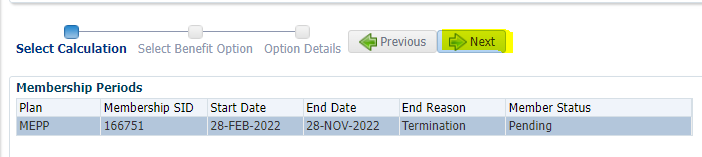 Select Calculation Select Benefit Option Option Details Previous Next
Membership Periods
Plan Membership SID Start Date End Date End Reason Member Status
MEPP 166751 28-FEB-2022 28-NOV-2022 Termination Pending